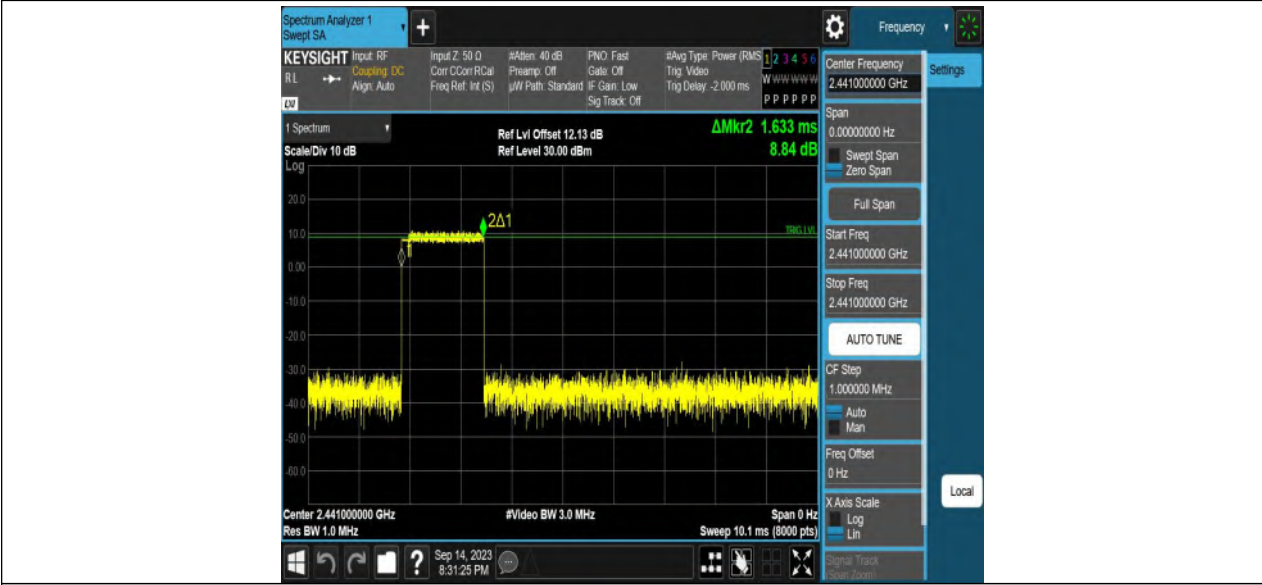 Spectrum Analyzer 1
Swept SA
+
Frequency
KEYSIGHT
RL
LXI
Input: RF
Coupling: DC
Align: Auto
Input Z: 50 Ω
Corr CCorr RCal
Freq Ref: Int (S)
#Atten: 40 dB
Preamp: Off
µW Path: Standard
PNO: Fast
Gate: Off
IF Gain: Low
Sig Track: Off
#Avg Type: Power (RMS
Trig: Video
Trig Delay: -2.000 ms
1 2 3 4 5 6
W W W W W W
P P P P P P
1 Spectrum
Scale/Div 10 dB
Log
Ref Lvl Offset 12.13 dB
Ref Level 30.00 dBm
ΔMkr2 1.633 ms
8.84 dB
20.0
10.0
0.00
-10.0
-20.0
-30.0
-40.0
-50.0
-60.0
2Δ1
TRIG LVL
Center 2.441000000 GHz
Res BW 1.0 MHz
#Video BW 3.0 MHz
Span 0 Hz
Sweep 10.1 ms (8000 pts)
?
Sep 14, 2023
8:31:25 PM
Center Frequency
2.441000000 GHz
Span
0.00000000 Hz
Swept Span
Zero Span
Full Span
Start Freq
2.441000000 GHz
Stop Freq
2.441000000 GHz
AUTO TUNE
CF Step
1.000000 MHz
Auto
Man
Freq Offset
0 Hz
X Axis Scale
Log
Lin
Signal Track
(Span Zoom)
Settings
Local